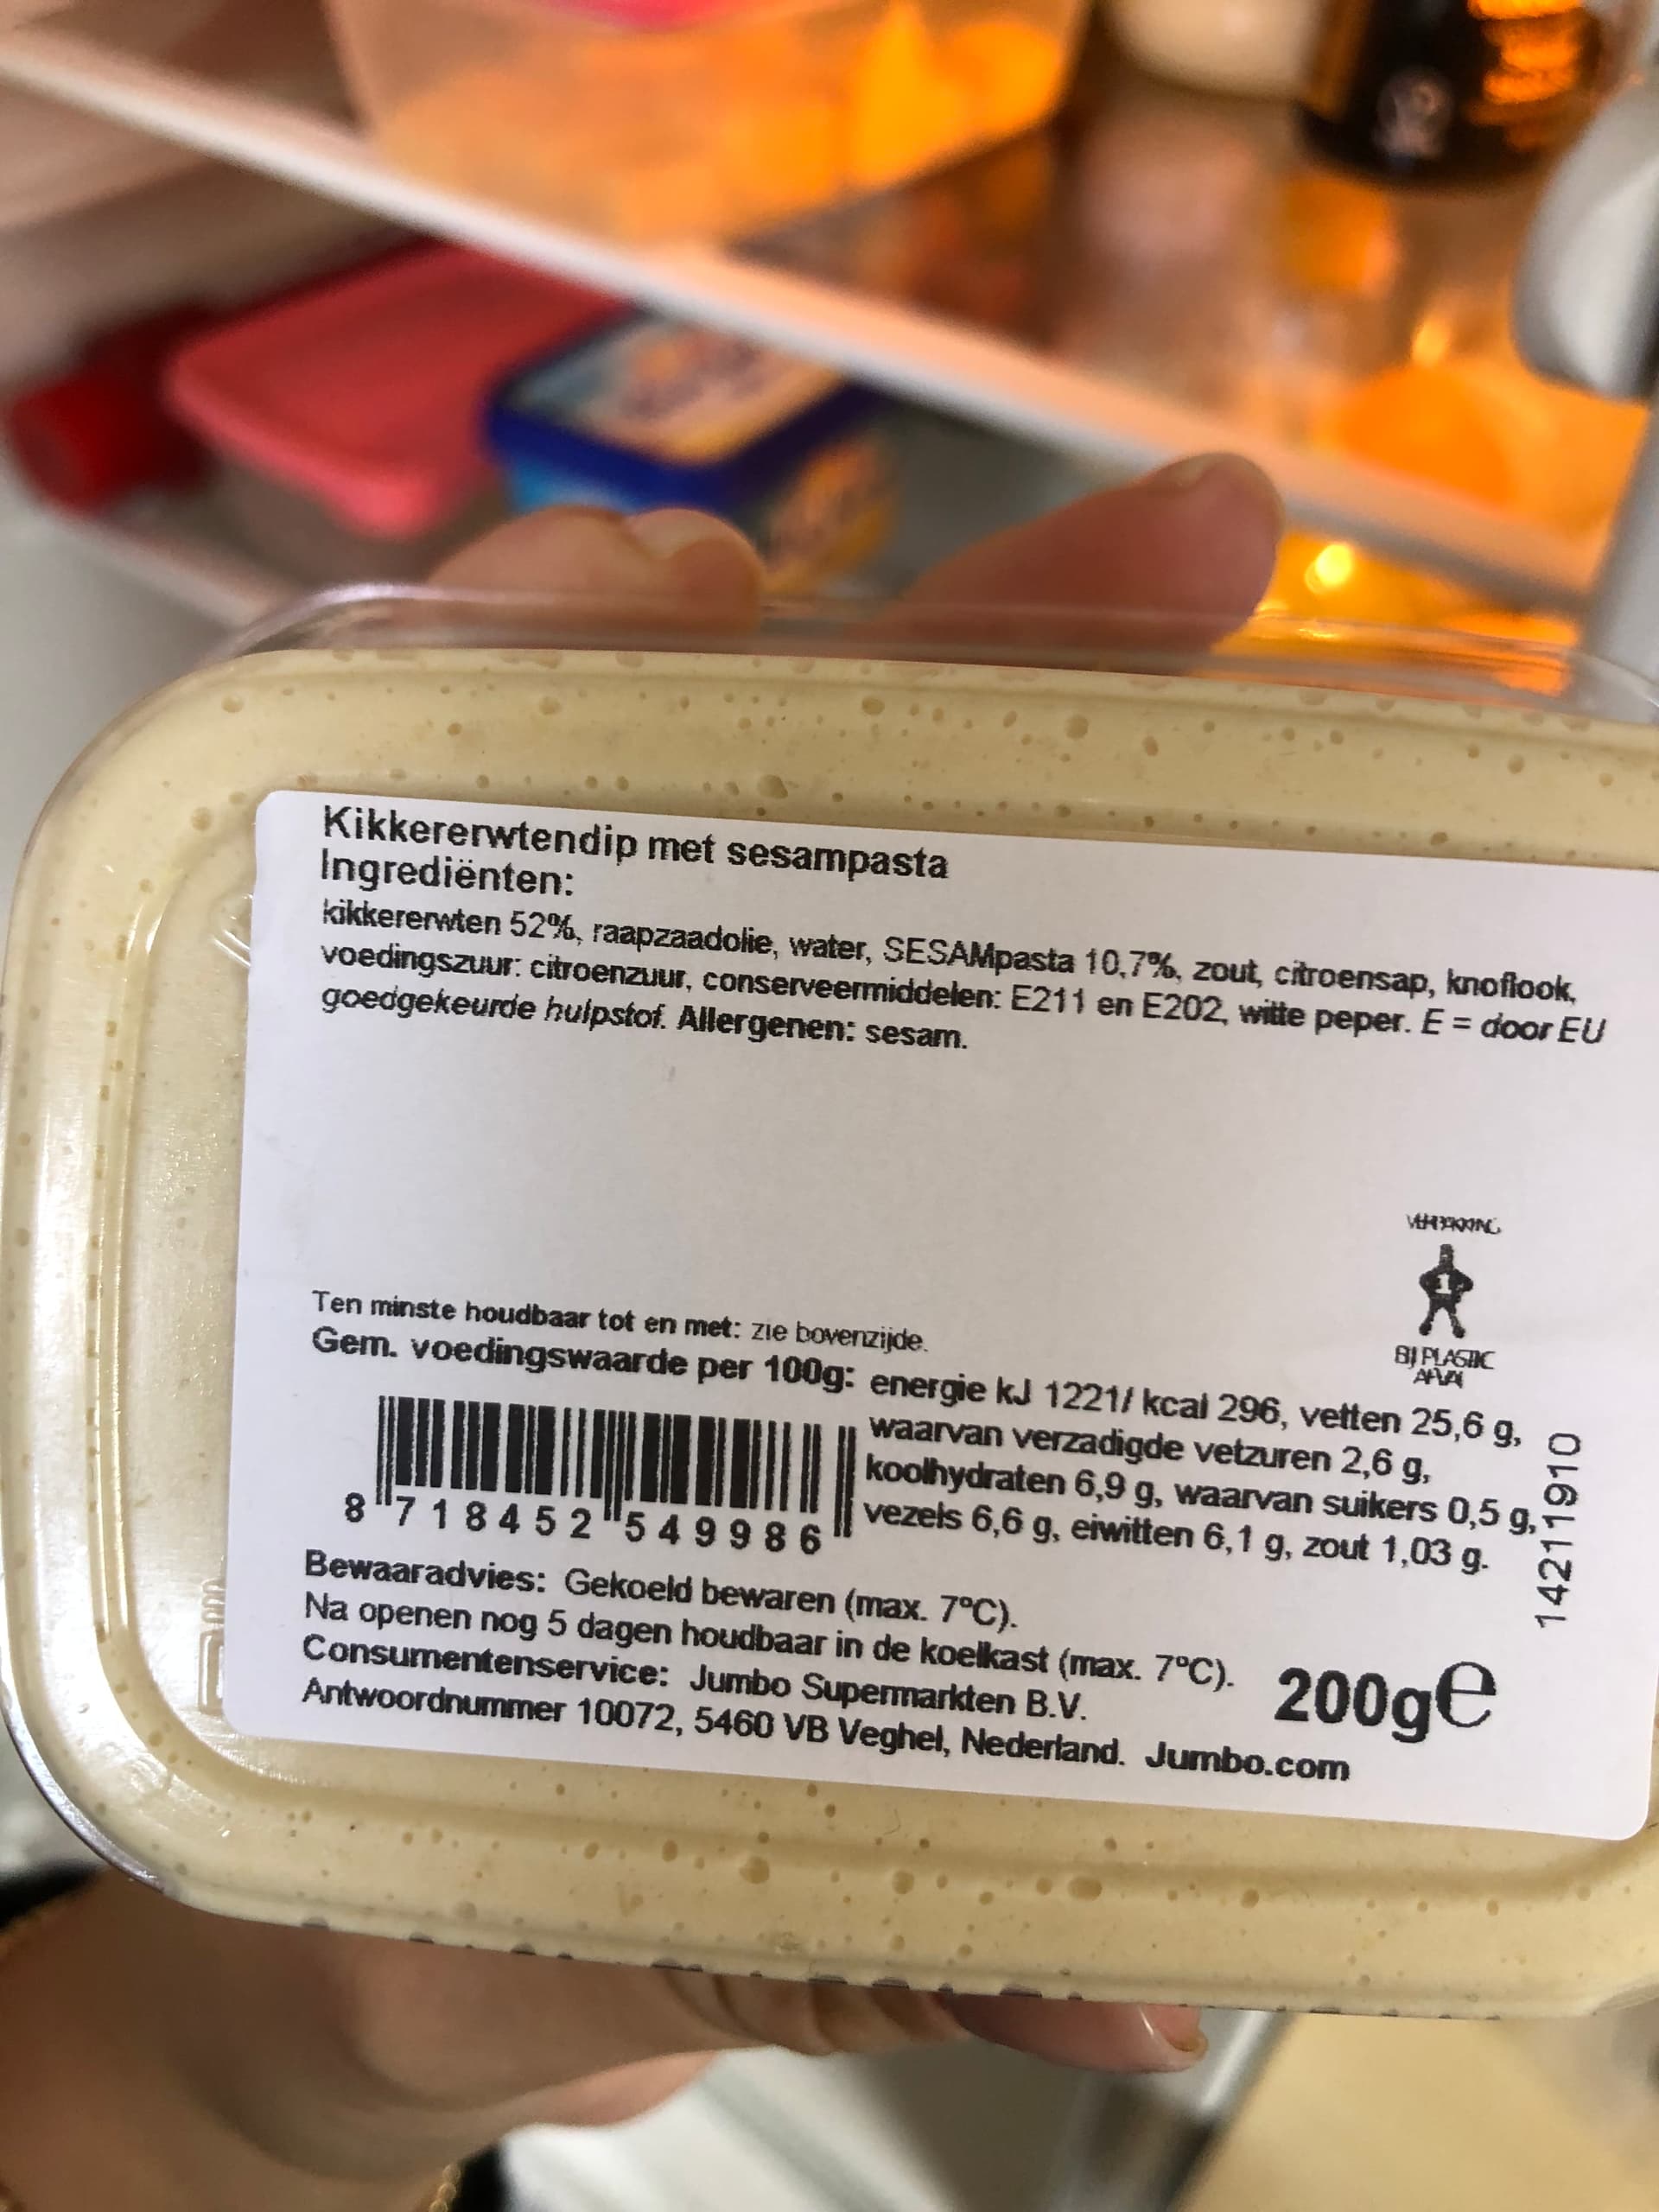 Kikkererwtendip met sesampasta
Ingrediënten:
kikkererwten 52%, raapzaadolie, water, SESAMpasta 10,7%, zout, citroensap, knoflook,
voedingszuur: citroenzuur, conserveermiddelen: E211 en E202, witte peper. E = door EU
goedgekeurde hulpstof. Allergenen: sesam.
VERPAKKING
1
BIJ PLASTIC
AFVAL
Ten minste houdbaar tot en met: zie bovenzijde.
Gem. voedingswaarde per 100g: energie kJ 1221/ kcal 296, vetten 25,6 g,
waarvan verzadigde vetzuren 2,6 g,
koolhydraten 6,9 g, waarvan suikers 0,5 g,
vezels 6,6 g, eiwitten 6,1 g, zout 1,03 g.
8 718452 549986
14211910
Bewaaradvies: Gekoeld bewaren (max. 7°C).
Na openen nog 5 dagen houdbaar in de koelkast (max. 7°C).
Consumentenservice: Jumbo Supermarkten B.V.
Antwoordnummer 10072, 5460 VB Veghel, Nederland. Jumbo.com
200g℮